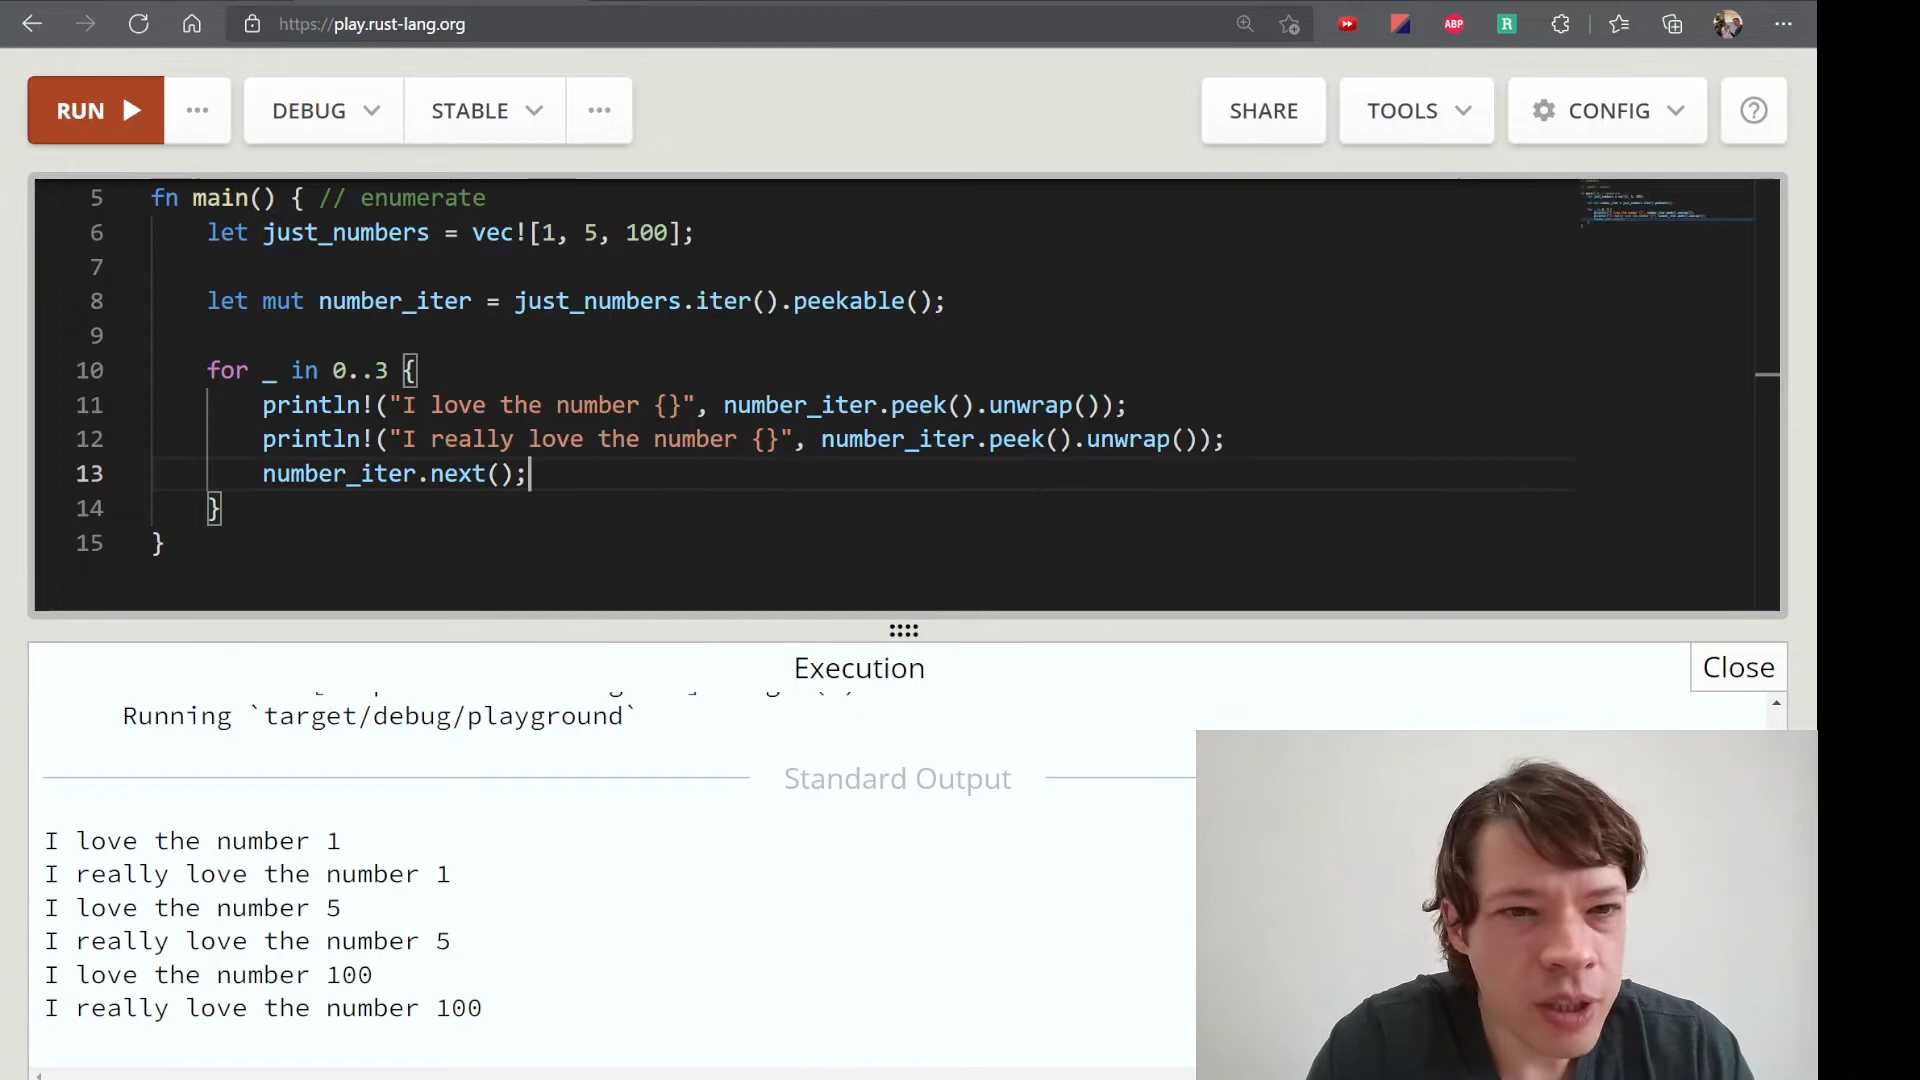 https://play.rust-lang.org
ABP
R
RUN
DEBUG
STABLE
SHARE
TOOLS
CONFIG
5 fn main() { // enumerate
6 let just_numbers = vec![1, 5, 100];
7
8 let mut number_iter = just_numbers.iter().peekable();
9
10 for _ in 0..3 {
11 println!("I love the number {}", number_iter.peek().unwrap());
12 println!("I really love the number {}", number_iter.peek().unwrap());
13 number_iter.next();
14 }
15 }
Execution
Close
Running `target/debug/playground`
Standard Output
I love the number 1
I really love the number 1
I love the number 5
I really love the number 5
I love the number 100
I really love the number 100